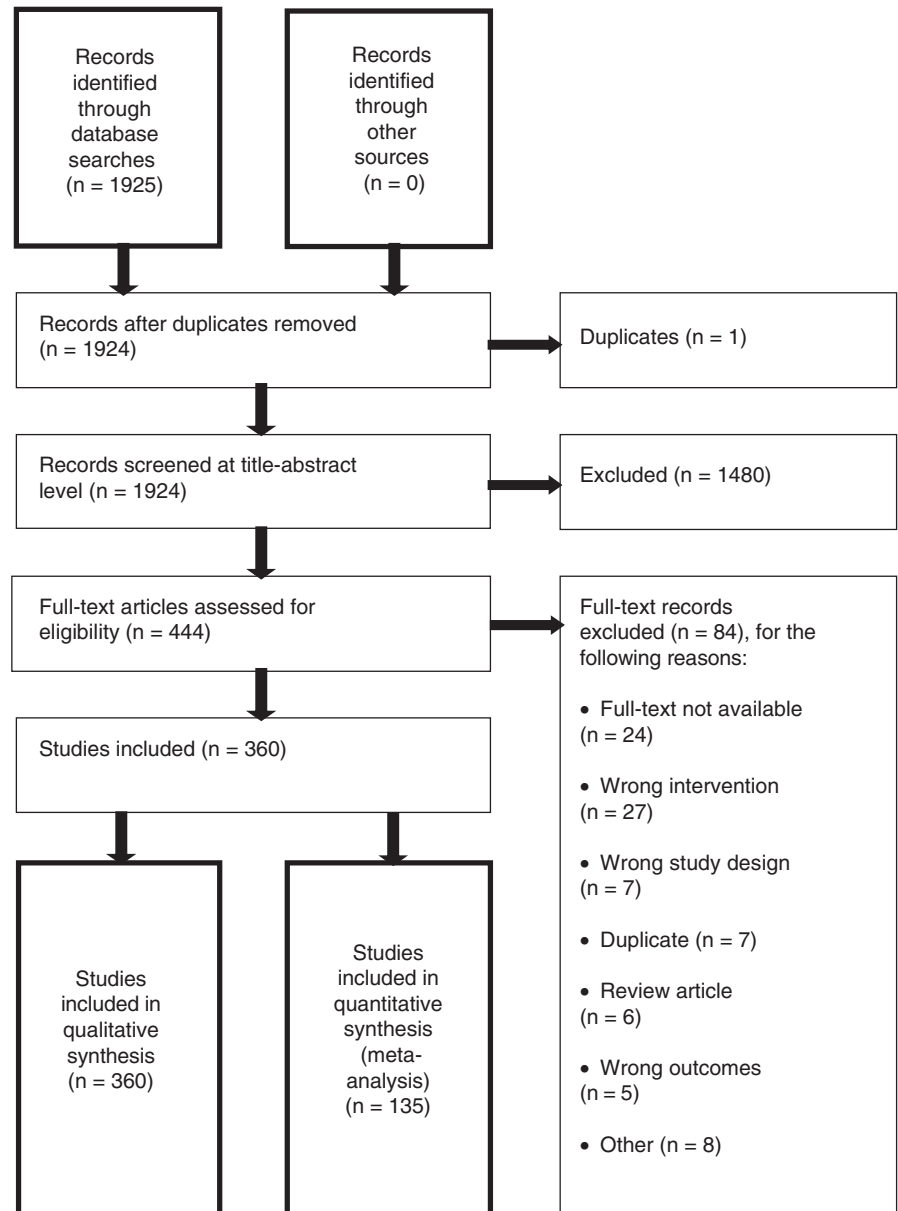 Records
identified
through
database
searches
(n = 1925)
Records
identified
through
other
sources
(n = 0)
Records after duplicates removed
(n = 1924)
Duplicates (n = 1)
Records screened at title-abstract
level (n = 1924)
Excluded (n = 1480)
Full-text articles assessed for
eligibility (n = 444)
Full-text records
excluded (n = 84), for the
following reasons:
• Full-text not available
(n = 24)
• Wrong intervention
(n = 27)
• Wrong study design
(n = 7)
• Duplicate (n = 7)
• Review article
(n = 6)
• Wrong outcomes
(n = 5)
• Other (n = 8)
Studies included (n = 360)
Studies
included in
qualitative
synthesis
(n = 360)
Studies
included in
quantitative
synthesis
(meta-
analysis)
(n = 135)